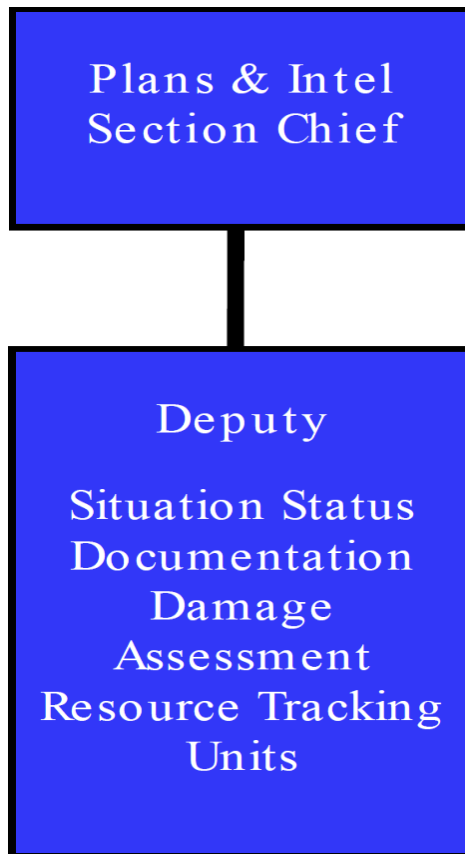 Plans & Intel
Section Chief
Deputy
Situation Status
Documentation
Damage
Assessment
Resource Tracking
Units